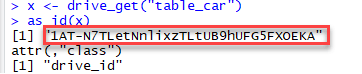 > x <- drive_get("table_car")
> as_id(x)
[1] "1AT-N7TLetNnlixzTLtUB9hUFG5FXOEKA"
attr(,"class")
[1] "drive_id"